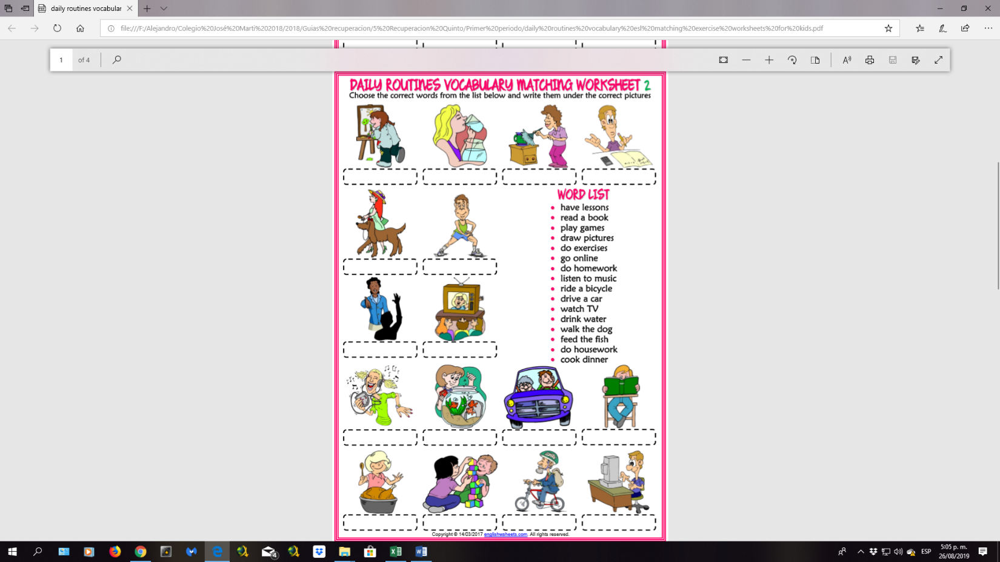 daily routines vocabular
file:///F:/Alejandro/Colegio%20José%20Marti%202018/2018/Guias%20recuperacion/5%20Recuperacion%20Quinto/Primer%20periodo/daily%20routines%20vocabulary%20esl%20matching%20exercise%20worksheets%20for%20kids.pdf
1 of 4
DAILY ROUTINES VOCABULARY MATCHING WORKSHEET 2
Choose the correct words from the list below and write them under the correct pictures
WORD LIST
• have lessons
• read a book
• play games
• draw pictures
• do exercises
• go online
• do homework
• listen to music
• ride a bicycle
• drive a car
• watch TV
• drink water
• walk the dog
• feed the fish
• do housework
• cook dinner
Copyright © 14/03/2017 englishwsheets.com. All rights reserved.
4
ESP
5:05 p. m.
26/08/2019